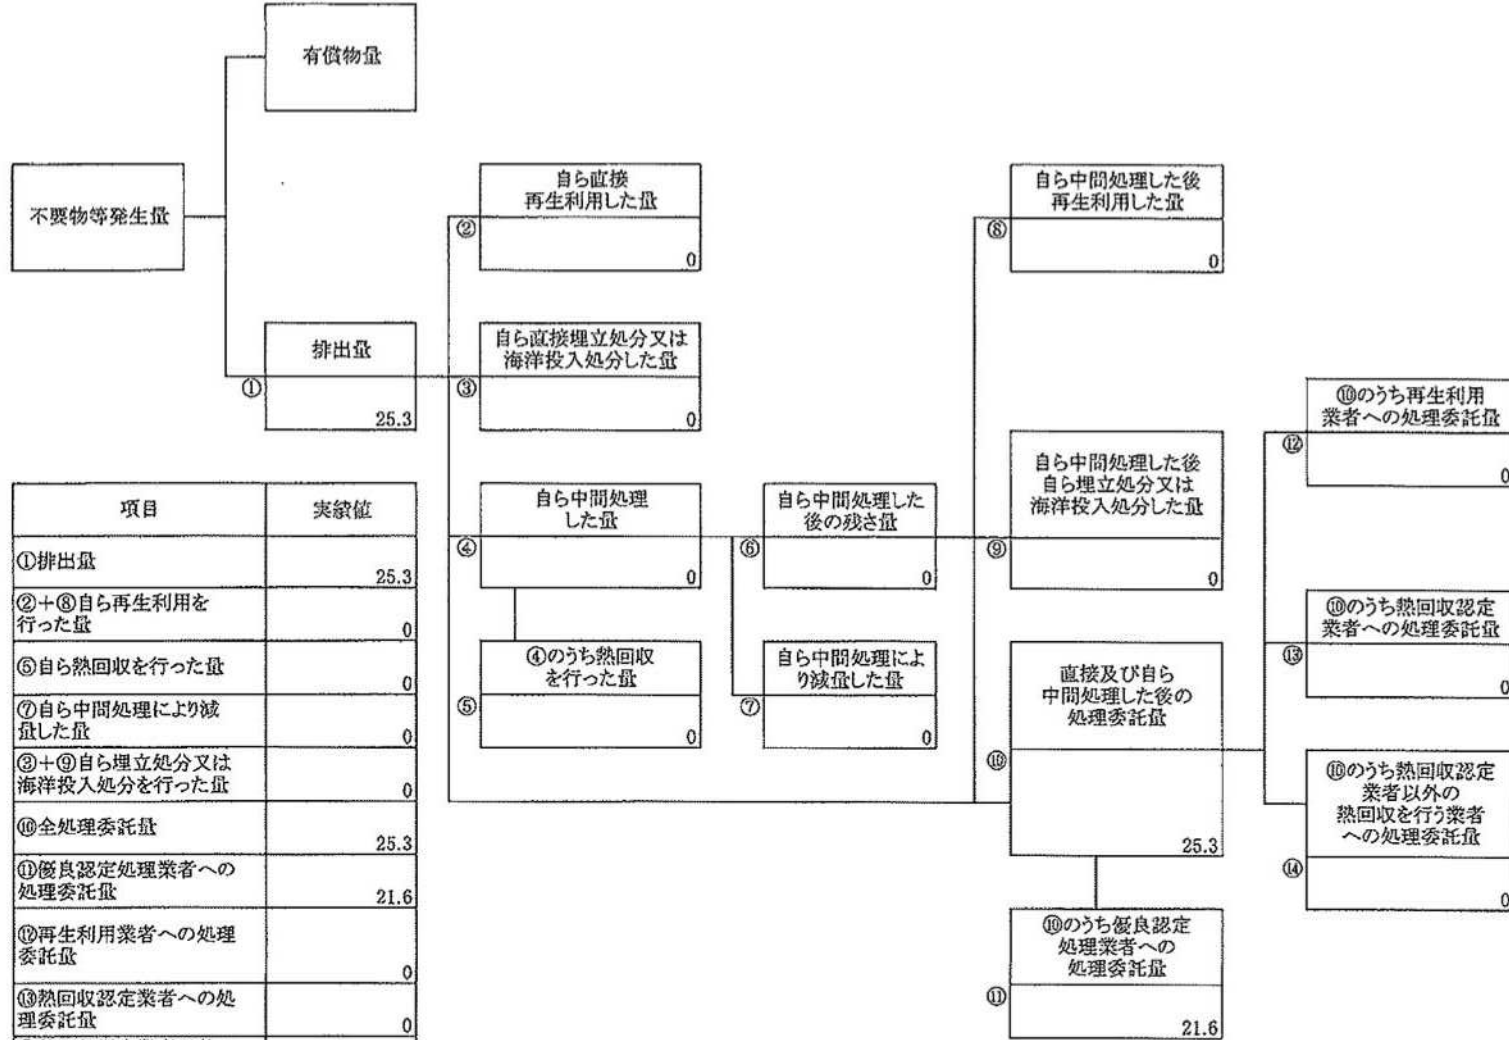 有償物量
不要物等発生量
排出量
①
25.3
自ら直接
再生利用した量
②
0
自ら直接埋立処分又は
海洋投入処分した量
③
0
自ら中間処理
した量
④
0
④のうち熱回収
を行った量
⑤
0
自ら中間処理した
後の残さ量
⑥
0
自ら中間処理によ
り減量した量
⑦
0
自ら中間処理した後
再生利用した量
⑧
0
自ら中間処理した後
自ら埋立処分又は
海洋投入処分した量
⑨
0
直接及び自ら
中間処理した後の
処理委託量
⑩
25.3
⑩のうち優良認定
処理業者への
処理委託量
⑪
21.6
⑩のうち再生利用
業者への処理委託量
⑫
0
⑩のうち熱回収認定
業者への処理委託量
⑬
0
⑩のうち熱回収認定
業者以外の
熱回収を行う業者
への処理委託量
⑭
0
項目 実績値
①排出量
25.3
②+⑧自ら再生利用を
行った量 0
⑤自ら熱回収を行った量
0
⑦自ら中間処理により減
量した量 0
③+⑨自ら埋立処分又は
海洋投入処分を行った量 0
⑩全処理委託量
25.3
⑪優良認定処理業者への
処理委託量 21.6
⑫再生利用業者への処理
委託量 0
⑬熱回収認定業者への処
理委託量 0